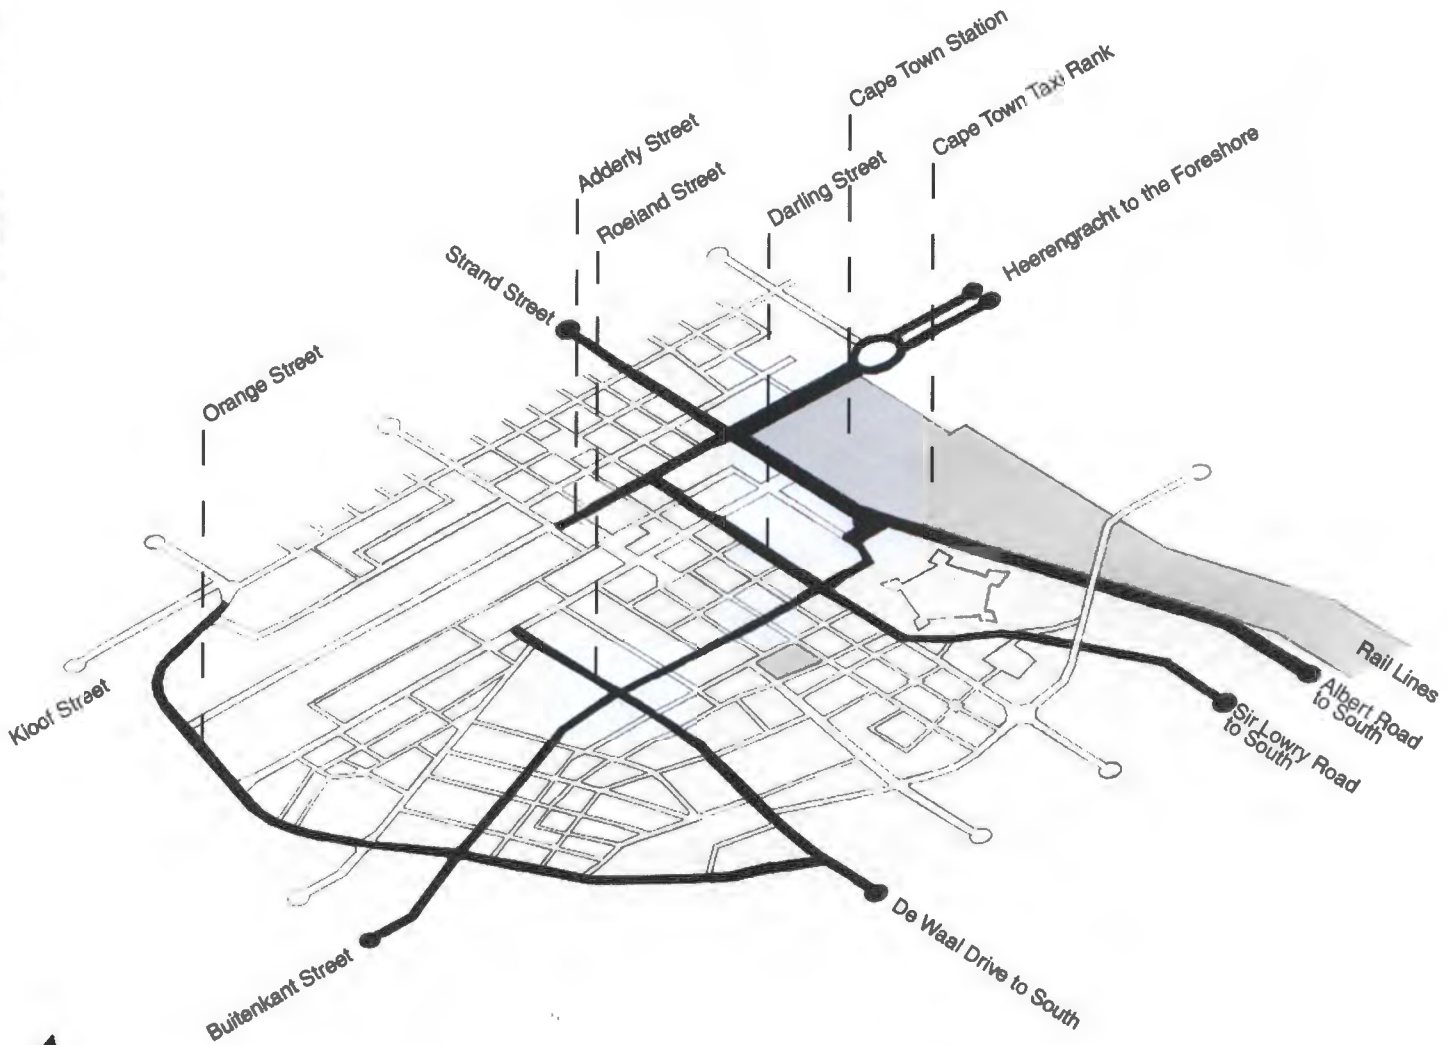 Cape Town Station
Cape Town Taxi Rank
Adderly Street
Roeland Street
Darling Street
Heerengracht to the Foreshore
Strand Street
Orange Street
Kloof Street
Rail Lines
Albert Road
to South
Sir Lowry Road
to South
De Waal Drive to South
Buitenkant Street